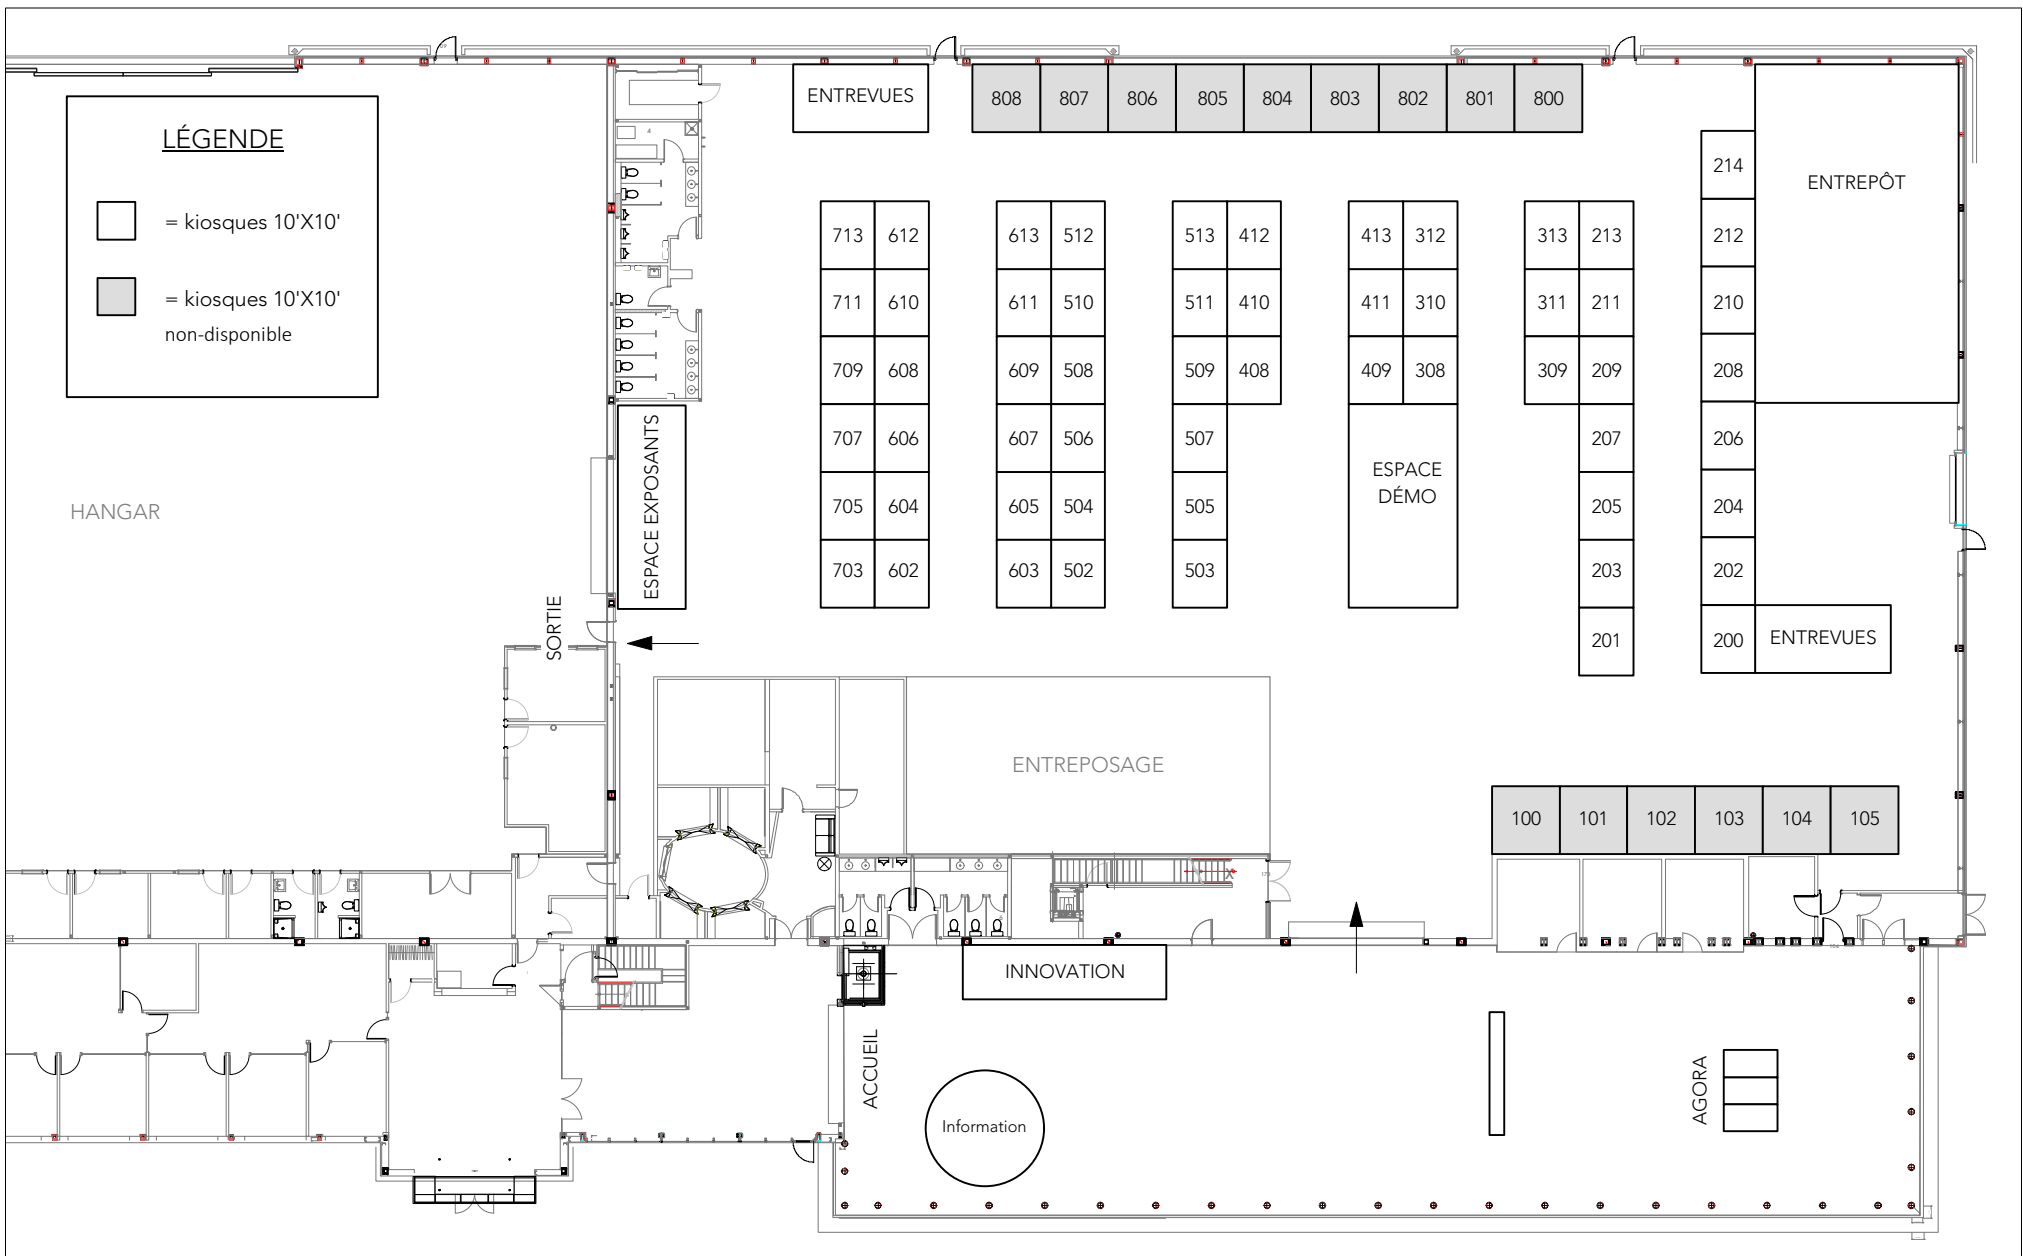 ENTREVUES
808 807 806 805 804 803 802 801 800
LÉGENDE
= kiosques 10'X10'
= kiosques 10'X10'
non-disponible
214
ENTREPÔT
713 612 613 512 513 412 413 312 313 213 212
711 610 611 510 511 410 411 310 311 211 210
709 608 609 508 509 408 409 308 309 209 208
707 606 607 506 507 207 206
ESPACE
DÉMO
705 604 605 504 505 205 204
703 602 603 502 503 203 202
201 200 ENTREVUES
ESPACE EXPOSANTS
HANGAR
SORTIE
ENTREPOSAGE
100 101 102 103 104 105
INNOVATION
ACCUEIL
Information
AGORA